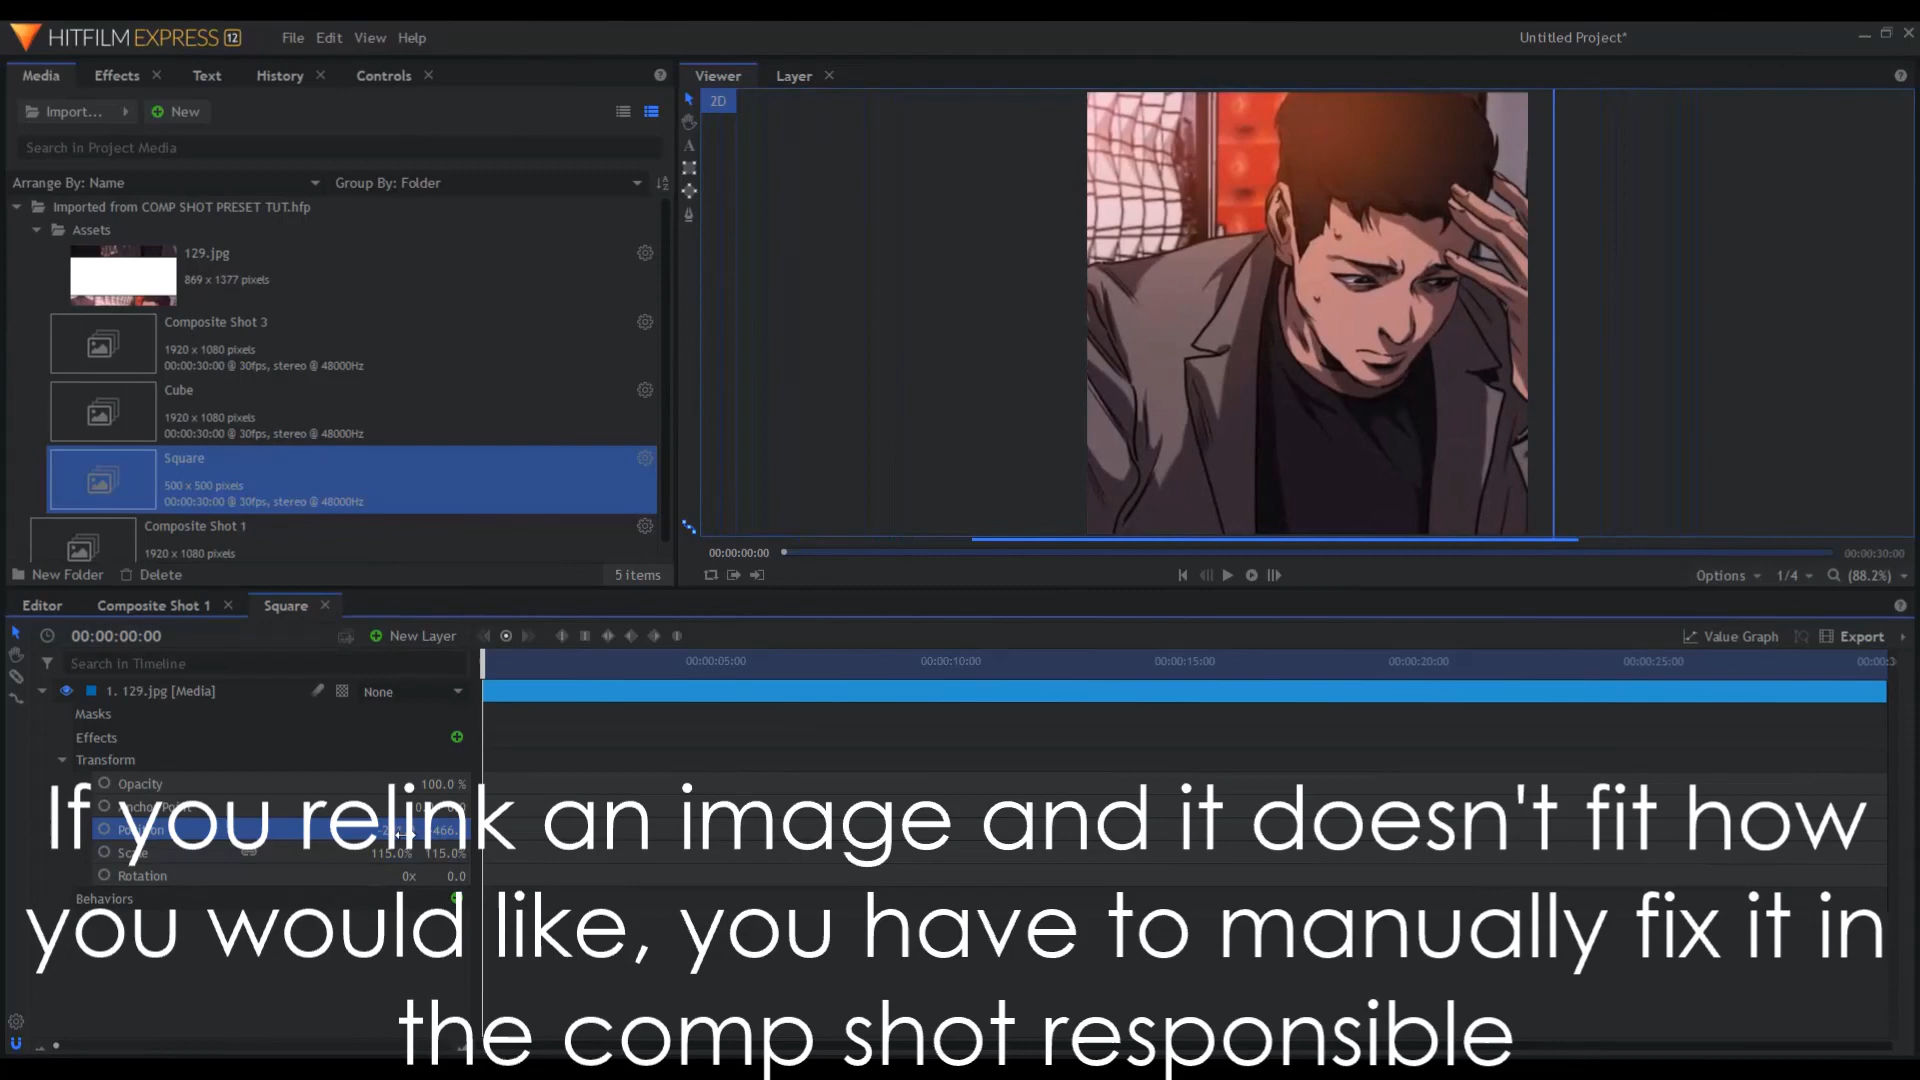 HITFILM EXPRESS 12
File Edit View Help
Untitled Project*
Media Effects Text History Controls
Viewer Layer
Import... New
2D
Search in Project Media
Arrange By: Name Group By: Folder
Imported from COMP SHOT PRESET TUT.hfp
Assets
129.jpg
869 x 1377 pixels
Composite Shot 3
1920 x 1080 pixels
00:00:30:00 @ 30fps, stereo @ 48000Hz
Cube
1920 x 1080 pixels
00:00:30:00 @ 30fps, stereo @ 48000Hz
Square
500 x 500 pixels
00:00:30:00 @ 30fps, stereo @ 48000Hz
Composite Shot 1
1920 x 1080 pixels
New Folder Delete 5 items
00:00:00:00 00:00:30:00
Options 1/4 (88.2%)
Editor Composite Shot 1 Square
00:00:00:00 New Layer Value Graph Export
Search in Timeline
00:00:05:00 00:00:10:00 00:00:15:00 00:00:20:00 00:00:25:00 00:00:3
1. 129.jpg [Media] None
Masks
Effects
Transform
Opacity 100.0 %
Anchor Point
Position
Scale 115.0% 115.0%
Rotation 0x 0.0
Behaviors
If you relink an image and it doesn't fit how
you would like, you have to manually fix it in
the comp shot responsible